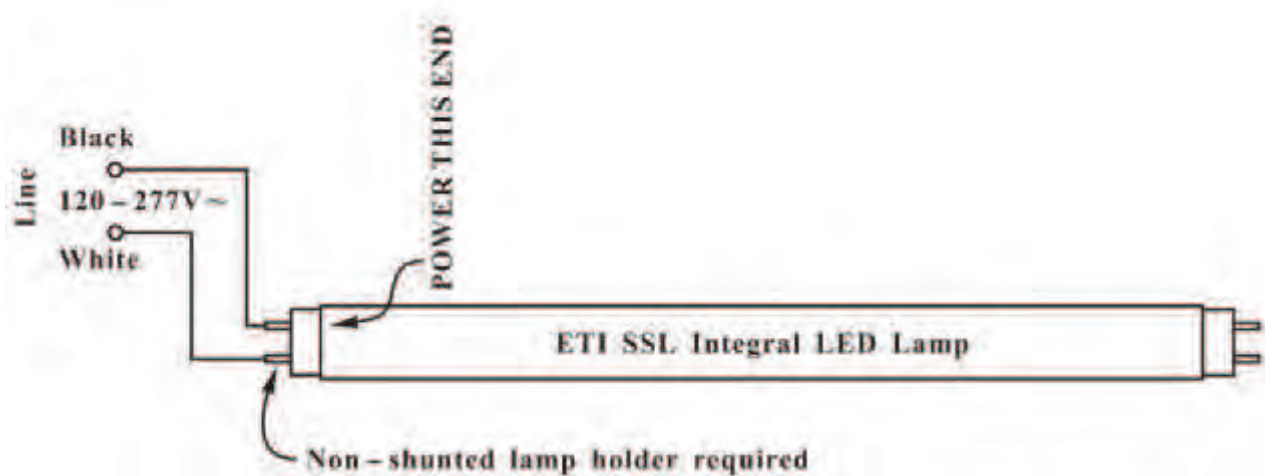 POWER THIS END
Black
Line
120-277V~
White
ETI SSL Integral LED Lamp
Non-shunted lamp holder required